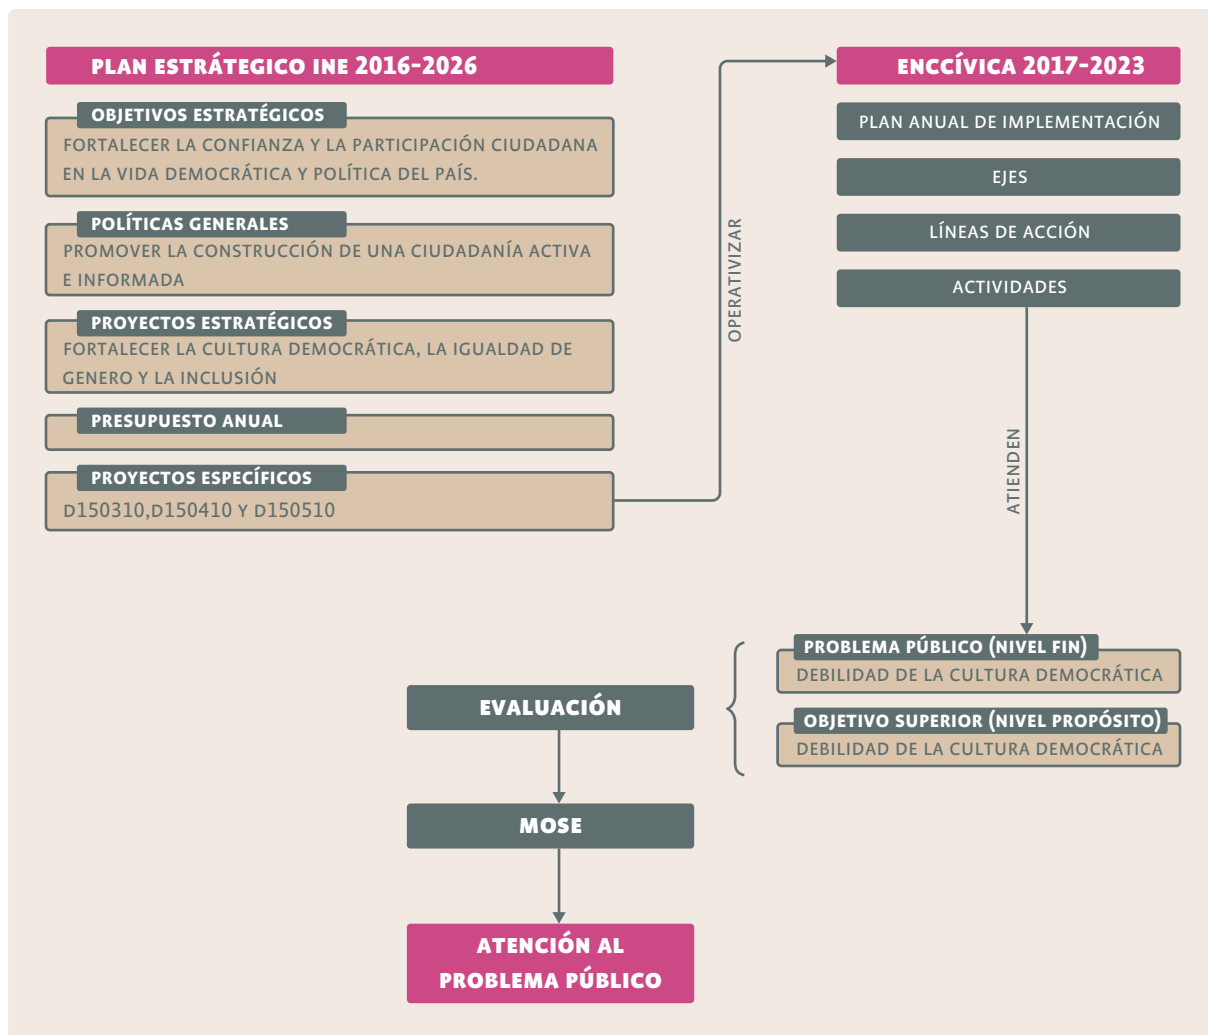 PLAN ESTRÁTEGICO INE 2016-2026
OBJETIVOS ESTRATÉGICOS
FORTALECER LA CONFIANZA Y LA PARTICIPACIÓN CIUDADANA
EN LA VIDA DEMOCRÁTICA Y POLÍTICA DEL PAÍS.
POLÍTICAS GENERALES
PROMOVER LA CONSTRUCCIÓN DE UNA CIUDADANÍA ACTIVA
E INFORMADA
PROYECTOS ESTRATÉGICOS
FORTALECER LA CULTURA DEMOCRÁTICA, LA IGUALDAD DE
GENERO Y LA INCLUSIÓN
PRESUPUESTO ANUAL
PROYECTOS ESPECÍFICOS
D150310,D150410 Y D150510
OPERATIVIZAR
ENCCÍVICA 2017-2023
PLAN ANUAL DE IMPLEMENTACIÓN
EJES
LÍNEAS DE ACCIÓN
ACTIVIDADES
ATIENDEN
PROBLEMA PÚBLICO (NIVEL FIN)
DEBILIDAD DE LA CULTURA DEMOCRÁTICA
OBJETIVO SUPERIOR (NIVEL PROPÓSITO)
DEBILIDAD DE LA CULTURA DEMOCRÁTICA
EVALUACIÓN
MOSE
ATENCIÓN AL
PROBLEMA PÚBLICO